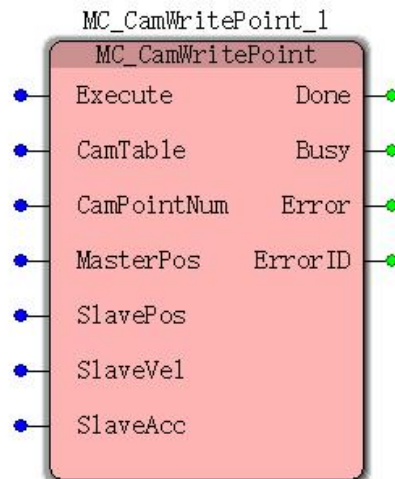 MC_CamWritePoint_1
MC_CamWritePoint
Execute Done
CamTable Busy
CamPointNum Error
MasterPos ErrorID
SlavePos
SlaveVel
SlaveAcc